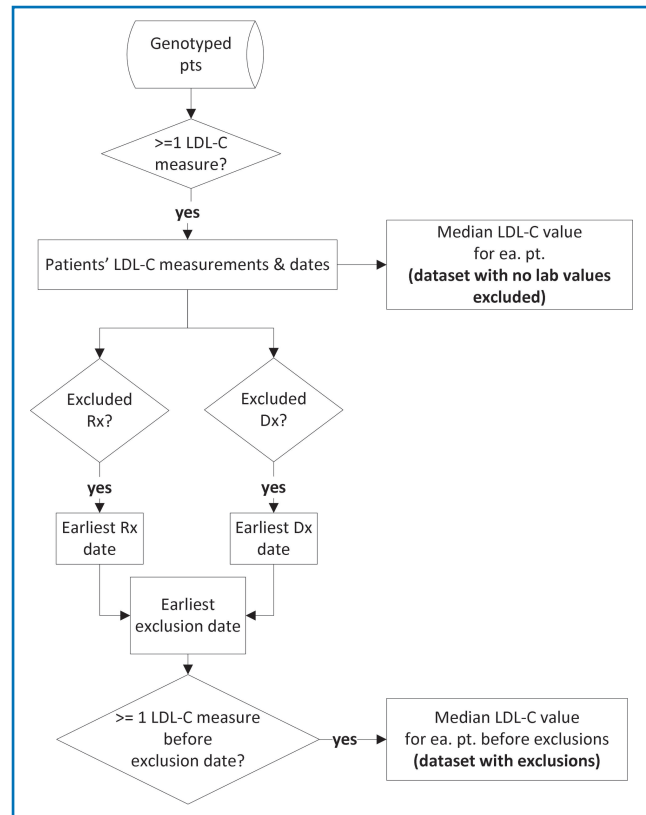 Genotyped
pts
>=1 LDL-C
measure?
yes
Patients’ LDL-C measurements & dates
Median LDL-C value
for ea. pt.
(dataset with no lab values
excluded)
Excluded
Rx?
Excluded
Dx?
yes
yes
Earliest Rx
date
Earliest Dx
date
Earliest
exclusion date
>= 1 LDL-C measure
before
exclusion date?
yes
Median LDL-C value
for ea. pt. before exclusions
(dataset with exclusions)